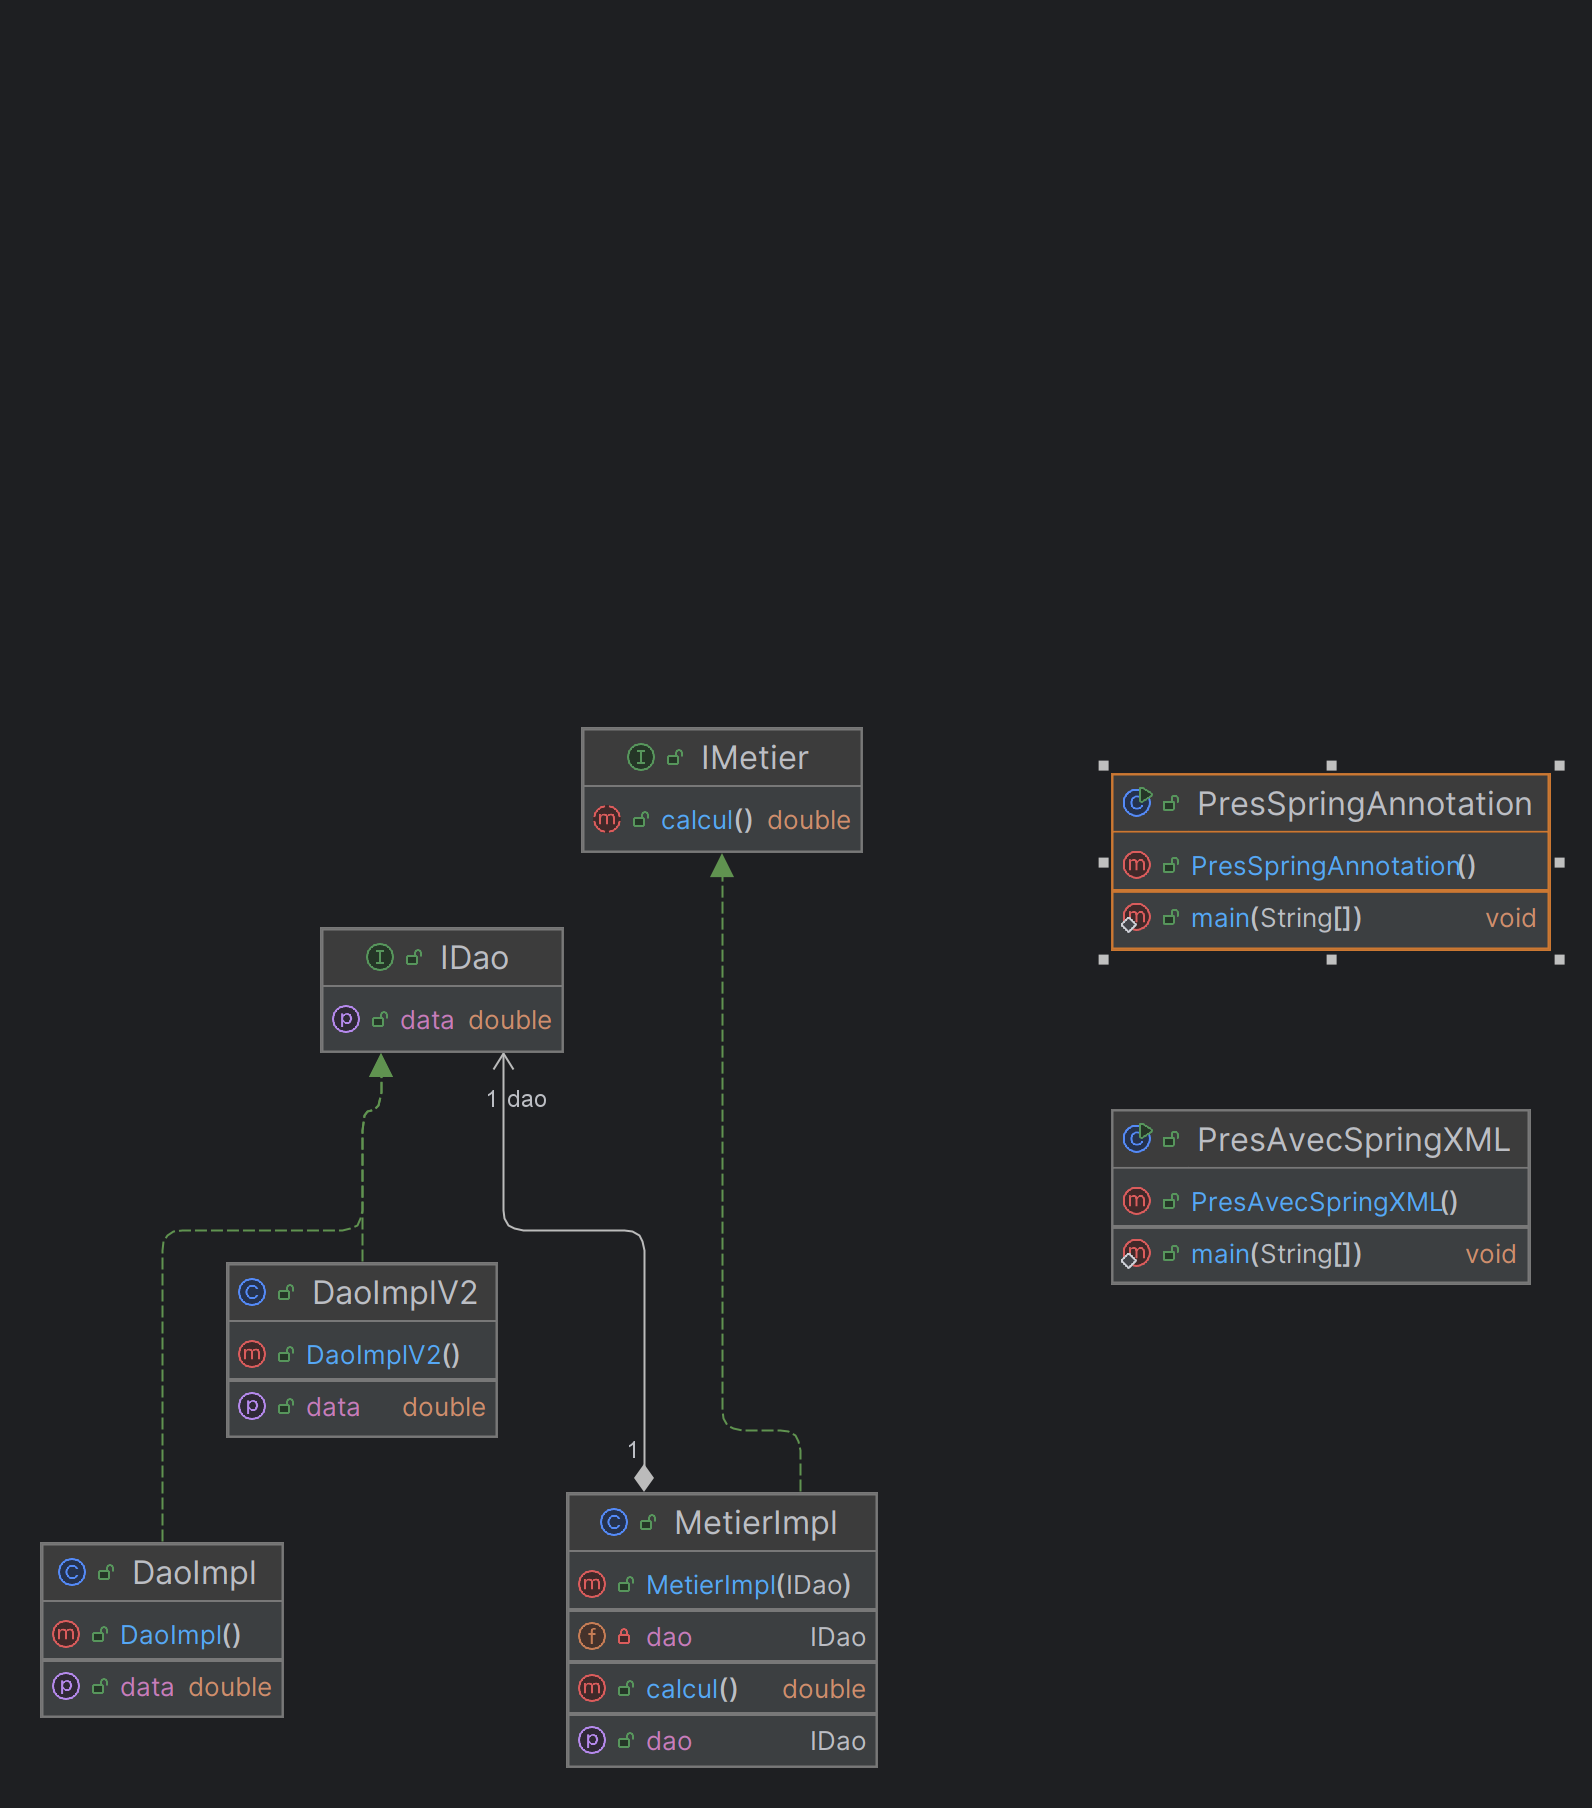 IMetier
calcul() double
PresSpringAnnotation
PresSpringAnnotation()
main(String[]) void
IDao
data double
1 dao
PresAvecSpringXML
PresAvecSpringXML()
main(String[]) void
DaoImplV2
DaoImplV2()
data double
1
MetierImpl
MetierImpl(IDao)
dao IDao
calcul() double
dao IDao
DaoImpl
DaoImpl()
data double